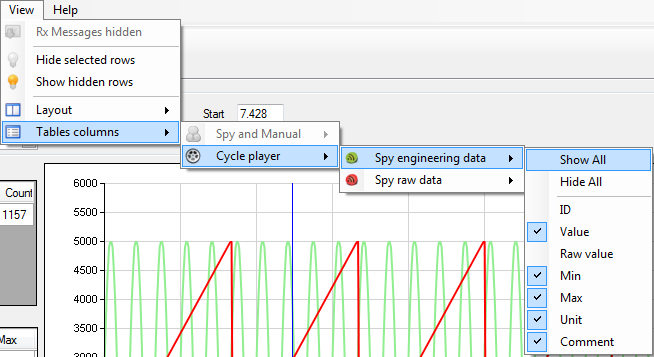 View Help
Rx Messages hidden
Hide selected rows
Show hidden rows
Layout
Start 7.428
Tables columns
Spy and Manual
Cycle player
Spy engineering data
Show All
Spy raw data
Hide All
Count
6000
ID
1157
5500
Value
5000
Raw value
4500
Min
4000
Max
3500
Unit
Max
Comment
3000